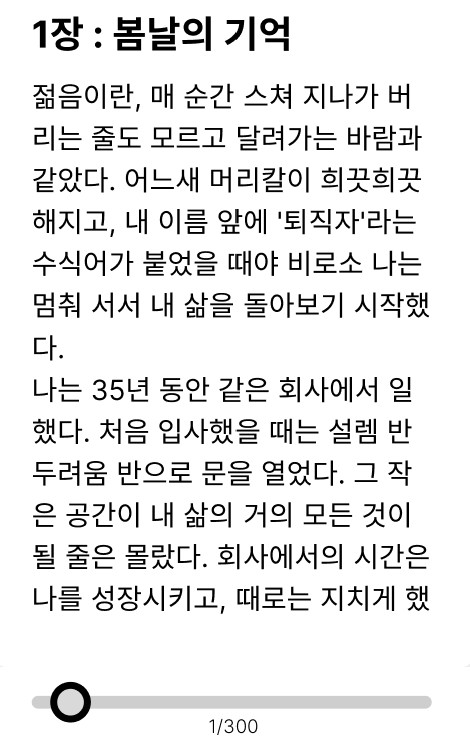 1장 : 봄날의 기억
젊음이란, 매 순간 스쳐 지나가 버
리는 줄도 모르고 달려가는 바람과
같았다. 어느새 머리칼이 희끗희끗
해지고, 내 이름 앞에 '퇴직자'라는
수식어가 붙었을 때야 비로소 나는
멈춰 서서 내 삶을 돌아보기 시작했
다.
나는 35년 동안 같은 회사에서 일
했다. 처음 입사했을 때는 설렘 반
두려움 반으로 문을 열었다. 그 작
은 공간이 내 삶의 거의 모든 것이
될 줄은 몰랐다. 회사에서의 시간은
나를 성장시키고, 때로는 지치게 했
1/300